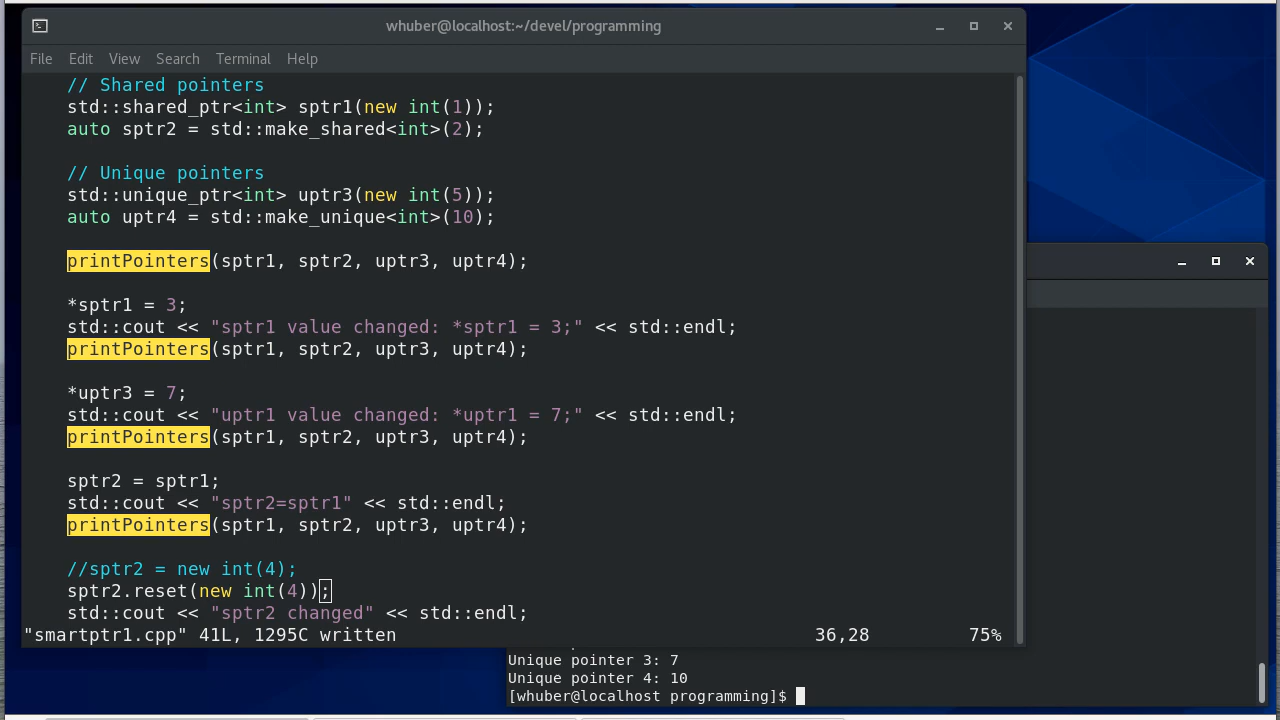 whuber@localhost:~/devel/programming
File Edit View Search Terminal Help
// Shared pointers
std::shared_ptr<int> sptr1(new int(1));
auto sptr2 = std::make_shared<int>(2);
// Unique pointers
std::unique_ptr<int> uptr3(new int(5));
auto uptr4 = std::make_unique<int>(10);
printPointers(sptr1, sptr2, uptr3, uptr4);
*sptr1 = 3;
std::cout << "sptr1 value changed: *sptr1 = 3;" << std::endl;
printPointers(sptr1, sptr2, uptr3, uptr4);
*uptr3 = 7;
std::cout << "uptr1 value changed: *uptr1 = 7;" << std::endl;
printPointers(sptr1, sptr2, uptr3, uptr4);
sptr2 = sptr1;
std::cout << "sptr2=sptr1" << std::endl;
printPointers(sptr1, sptr2, uptr3, uptr4);
//sptr2 = new int(4);
sptr2.reset(new int(4));
std::cout << "sptr2 changed" << std::endl;
"smartptr1.cpp" 41L, 1295C written 36,28 75%
Unique pointer 3: 7
Unique pointer 4: 10
[whuber@localhost programming]$